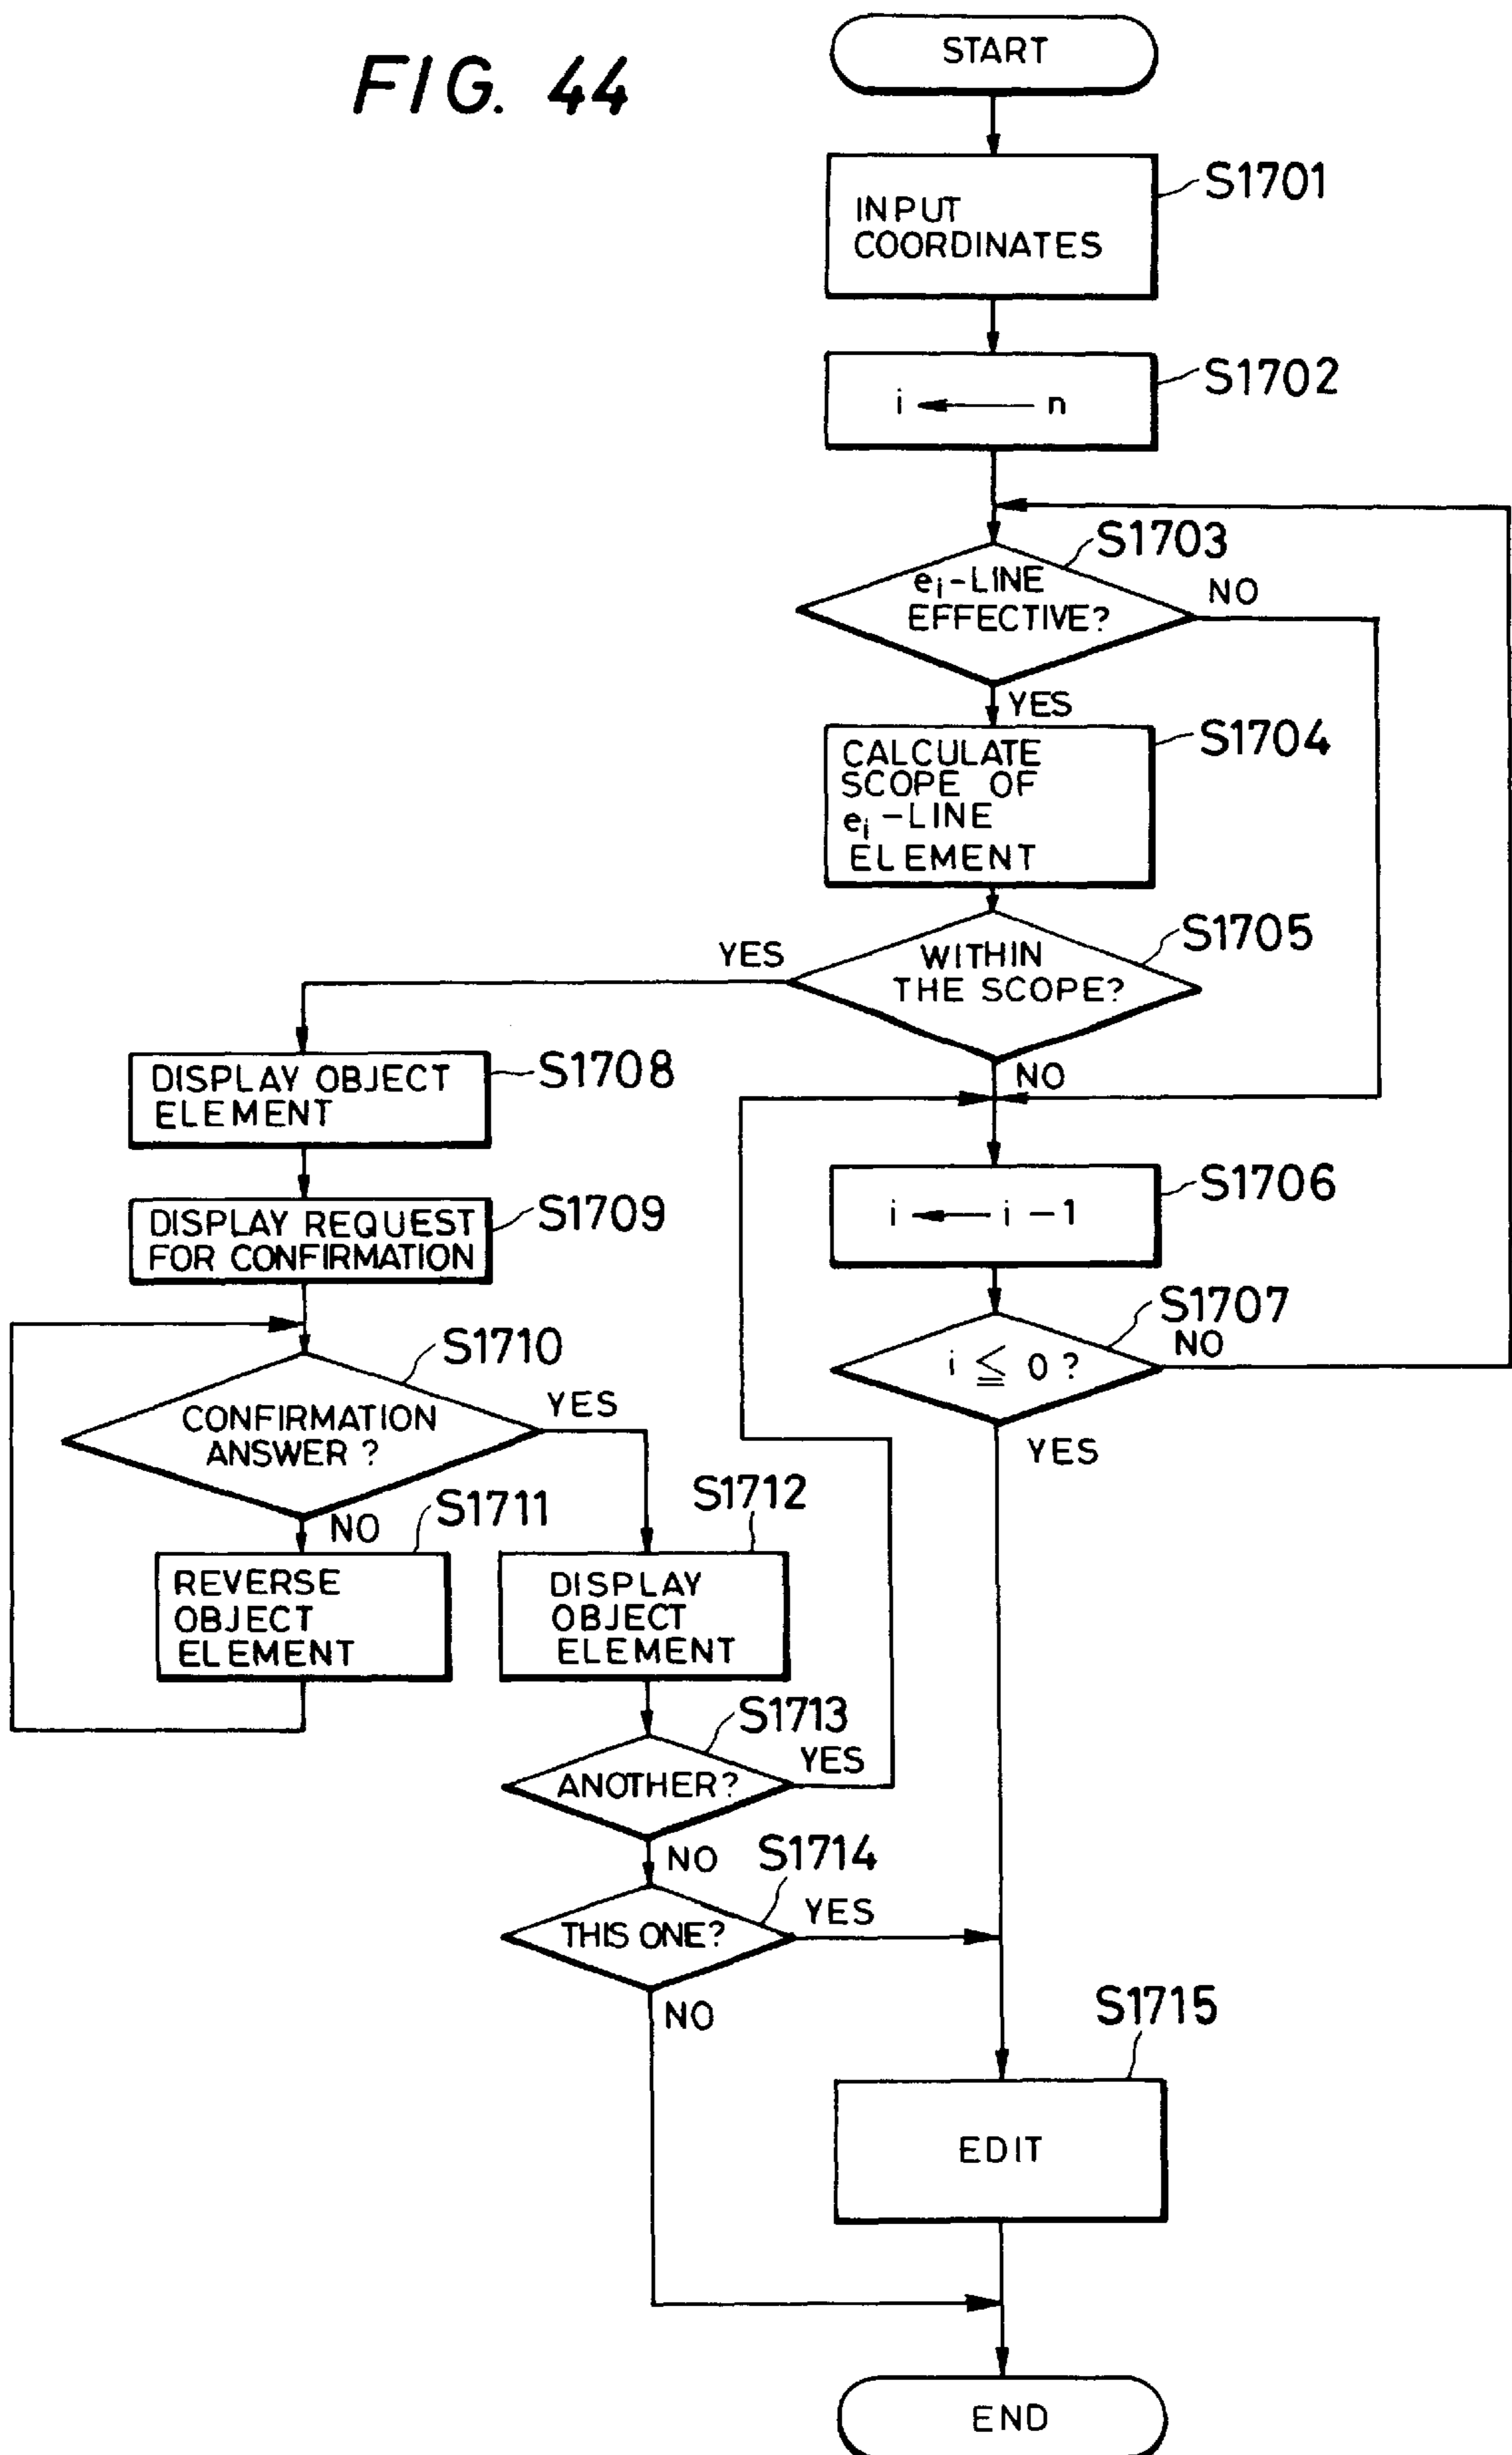 FIG. 44
START
S1701
INPUT
COORDINATES
S1702
i ← n
S1703
ei-LINE
EFFECTIVE?
NO
YES
S1704
CALCULATE
SCOPE OF
ei-LINE
ELEMENT
S1705
YES
WITHIN
THE SCOPE?
NO
S1708
DISPLAY OBJECT
ELEMENT
S1706
i ← i -1
S1709
DISPLAY REQUEST
FOR CONFIRMATION
S1707
NO
i ≦ 0 ?
YES
S1710
YES
CONFIRMATION
ANSWER ?
NO
S1711
REVERSE
OBJECT
ELEMENT
S1712
DISPLAY
OBJECT
ELEMENT
S1713
YES
ANOTHER?
NO
S1714
YES
THIS ONE?
NO
S1715
EDIT
END